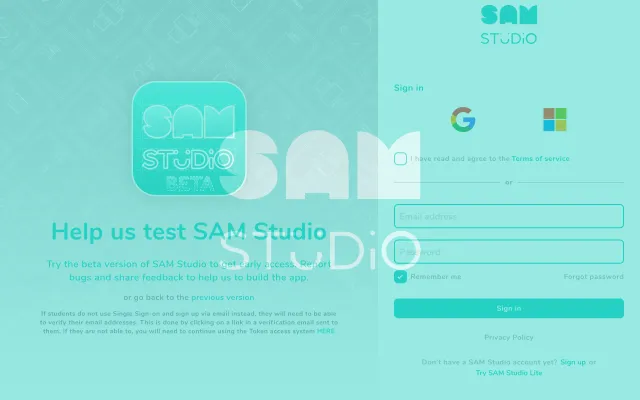 SAM
STUDiO
Sign in
I have read and agree to the Terms of service
or
Email address
Password
Remember me
Forgot password
Sign in
Privacy Policy
Don't have a SAM Studio account yet? Sign up or
Try SAM Studio Lite
SAM
STUDiO
BETA
Help us test SAM Studio
Try the beta version of SAM Studio to get early access. Report
bugs and share feedback to help us to build the app.
or go back to the previous version
If students do not use Single Sign-on and sign up via email instead, they will need to be able
to verify their email addresses. This is done by clicking on a link in a verification email sent to
them. If they are not able to, you will need to continue using the Token access system HERE
SAM
STUDiO